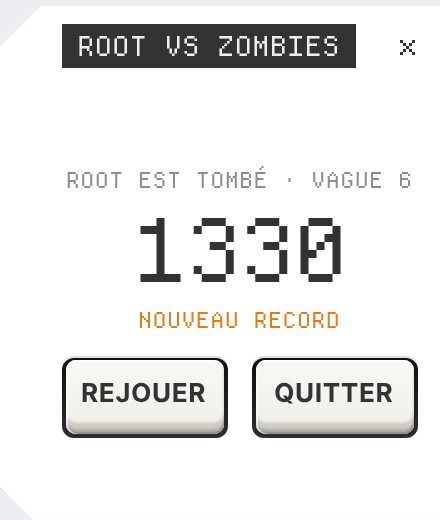 ROOT VS ZOMBIES ×
ROOT EST TOMBÉ · VAGUE 6
1330
NOUVEAU RECORD
REJOUER QUITTER